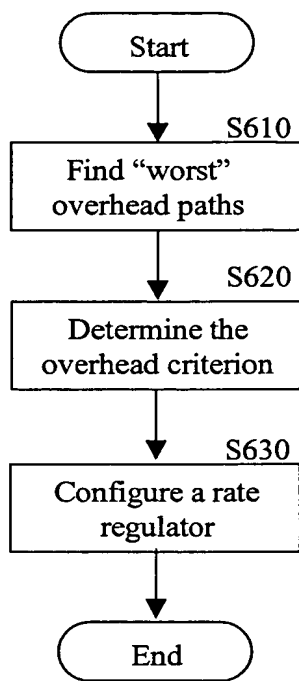 Start
S610
Find “worst”
overhead paths
S620
Determine the
overhead criterion
S630
Configure a rate
regulator
End